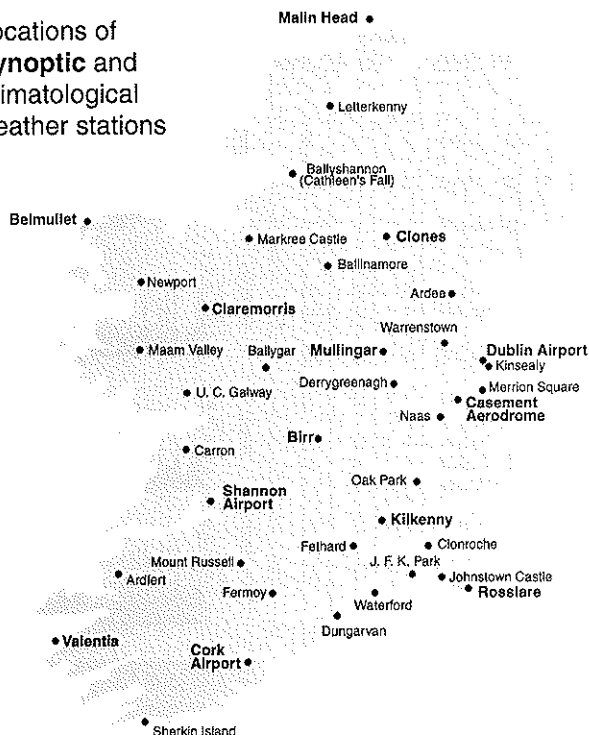 ocations of
ynoptic and
imatological
eather stations
Malin Head
Letterkenny
Ballyshannon
(Cathleen's Fall)
Belmullet
Markree Castle
Clones
Ballinamore
Newport
Ardee
Claremorris
Warrenstown
Maam Valley
Ballygar
Mullingar
Dublin Airport
Kinsealy
Derrygreenagh
Merrion Square
U. C. Galway
Casement
Aerodrome
Naas
Birr
Carron
Oak Park
Shannon
Airport
Kilkenny
Fethard
Clonroche
Mount Russell
J. F. K. Park
Ardfert
Johnstown Castle
Fermoy
Rosslare
Waterford
Dungarvan
Valentia
Cork
Airport
Sherkin Island